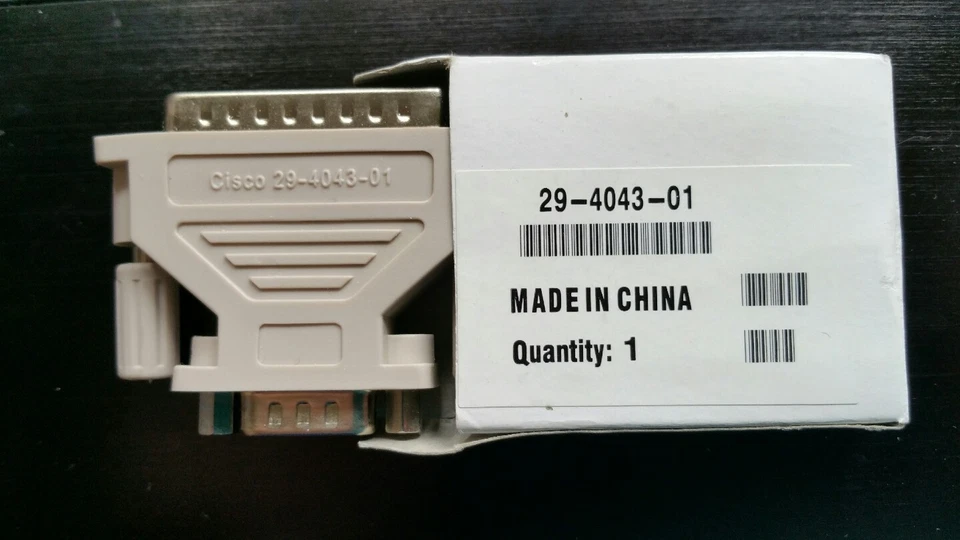 Cisco 29-4043-01
29-4043-01
MADE IN CHINA
Quantity: 1